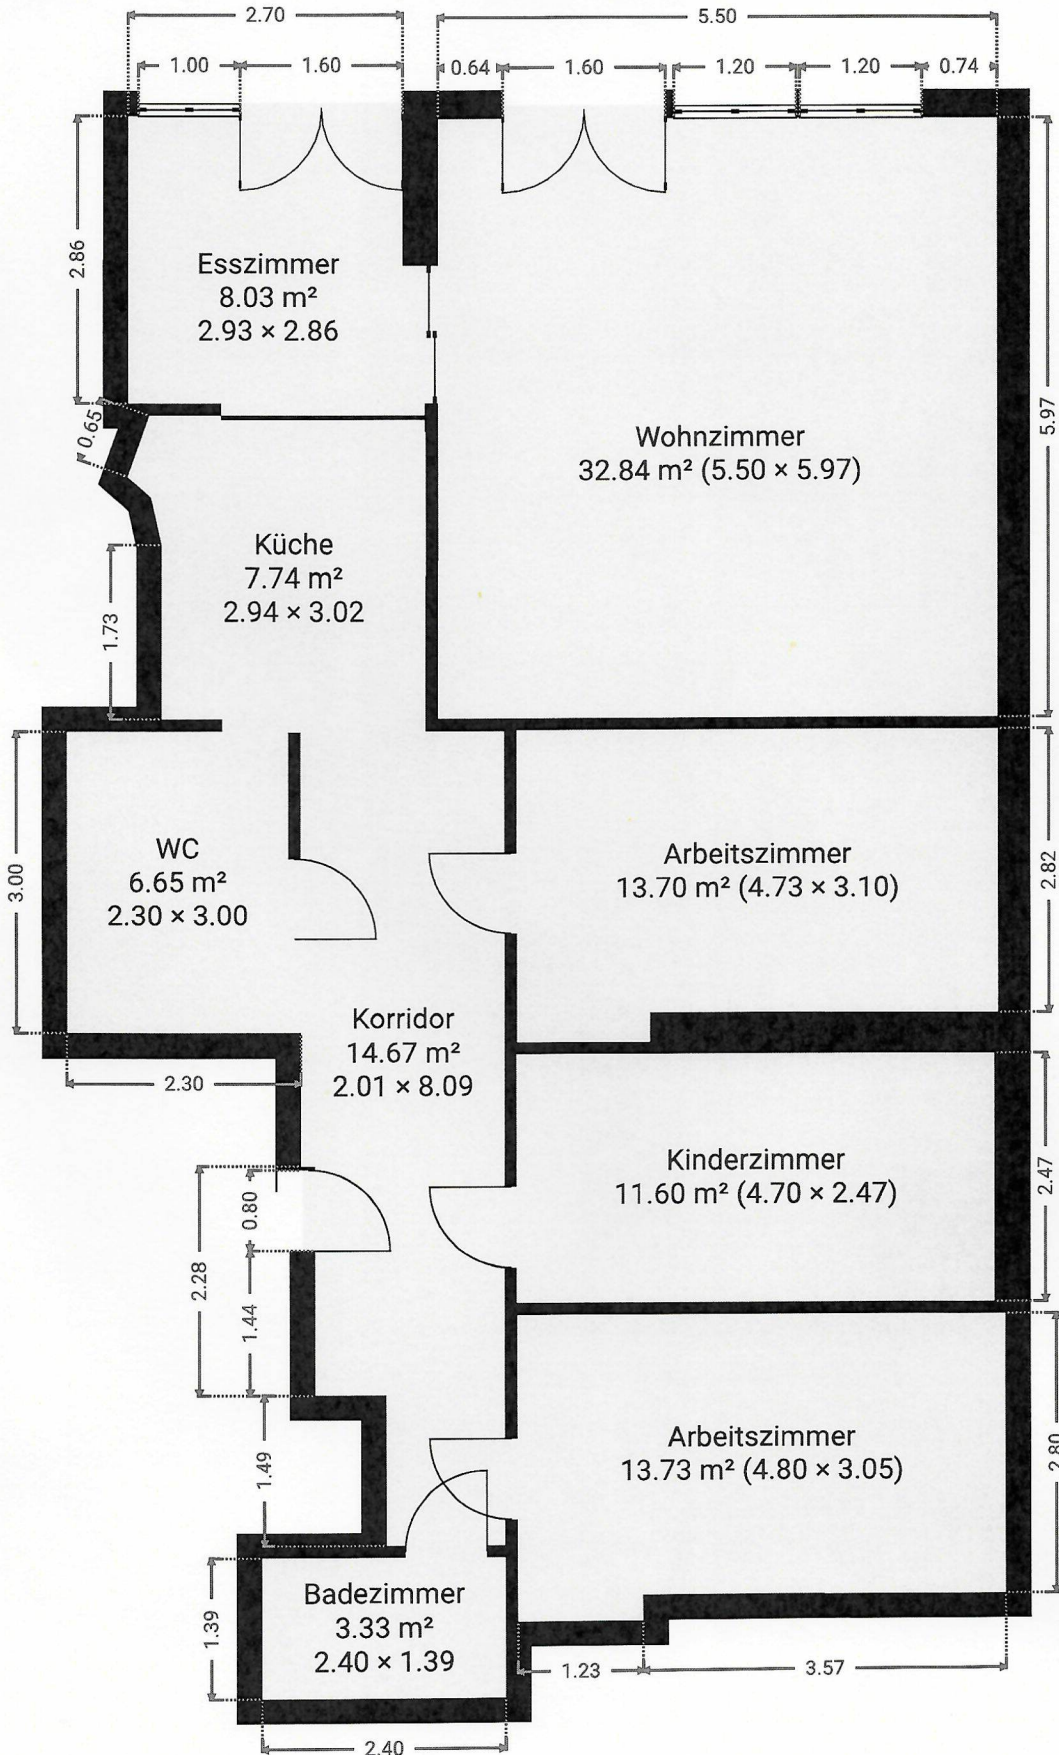 2.70
5.50
1.00
1.60
0.64
1.60
1.20
1.20
0.74
2.86
Esszimmer
8.03 m²
2.93 × 2.86
5.97
0.65
Wohnzimmer
32.84 m² (5.50 × 5.97)
Küche
7.74 m²
2.94 × 3.02
1.73
3.00
WC
6.65 m²
2.30 × 3.00
Arbeitszimmer
13.70 m² (4.73 × 3.10)
2.82
Korridor
14.67 m²
2.01 × 8.09
2.30
Kinderzimmer
11.60 m² (4.70 × 2.47)
2.47
0.80
2.28
1.44
1.49
Arbeitszimmer
13.73 m² (4.80 × 3.05)
2.80
Badezimmer
3.33 m²
2.40 × 1.39
1.39
1.23
3.57
2.40